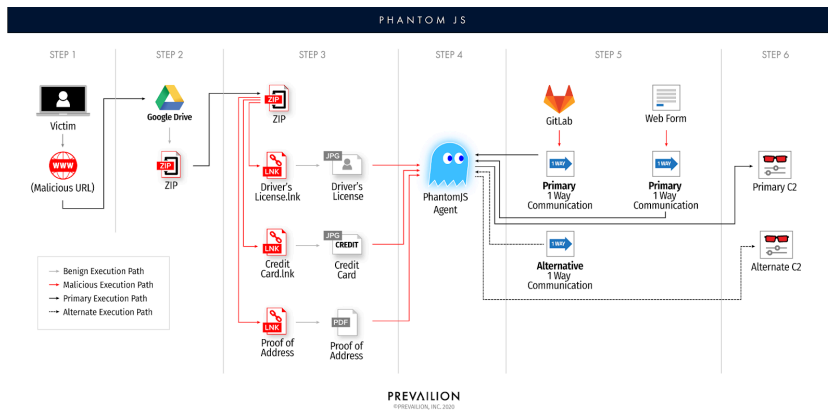 PHANTOM JS
STEP 1
STEP 2
STEP 3
STEP 4
STEP 5
STEP 6
Victim
WWW
(Malicious URL)
Google Drive
ZIP
ZIP
ZIP
ZIP
LNK
Driver's
License.lnk
JPG
Driver's
License
LNK
Credit
Card.lnk
JPG
CREDIT
Credit
Card
LNK
Proof of
Address
PDF
Proof of
Address
PhantomJS
Agent
GitLab
Web Form
1 WAY
Primary
1 Way
Communication
1 WAY
Primary
1 Way
Communication
1 WAY
Alternative
1 Way
Communication
Primary C2
Alternate C2
Benign Execution Path
Malicious Execution Path
Primary Execution Path
Alternate Execution Path
PREVAILION
©PREVAILION, INC. 2020